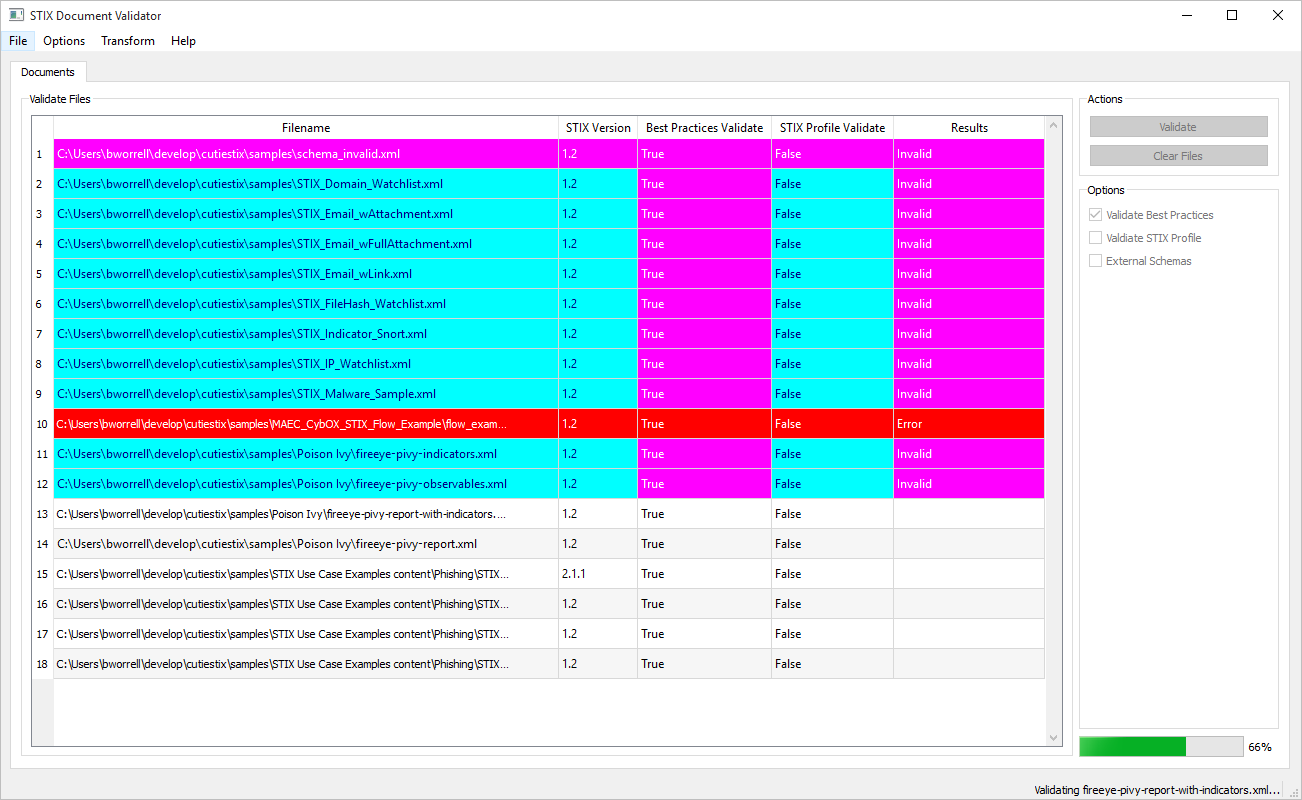 STIX Document Validator
File Options Transform Help
Documents
Validate Files
Filename STIX Version Best Practices Validate STIX Profile Validate Results
1 C:\Users\bworrell\develop\cutiestix\samples\schema_invalid.xml 1.2 True False Invalid
2 C:\Users\bworrell\develop\cutiestix\samples\STIX_Domain_Watchlist.xml 1.2 True False Invalid
3 C:\Users\bworrell\develop\cutiestix\samples\STIX_Email_wAttachment.xml 1.2 True False Invalid
4 C:\Users\bworrell\develop\cutiestix\samples\STIX_Email_wFullAttachment.xml 1.2 True False Invalid
5 C:\Users\bworrell\develop\cutiestix\samples\STIX_Email_wLink.xml 1.2 True False Invalid
6 C:\Users\bworrell\develop\cutiestix\samples\STIX_FileHash_Watchlist.xml 1.2 True False Invalid
7 C:\Users\bworrell\develop\cutiestix\samples\STIX_Indicator_Snort.xml 1.2 True False Invalid
8 C:\Users\bworrell\develop\cutiestix\samples\STIX_IP_Watchlist.xml 1.2 True False Invalid
9 C:\Users\bworrell\develop\cutiestix\samples\STIX_Malware_Sample.xml 1.2 True False Invalid
10 C:\Users\bworrell\develop\cutiestix\samples\MAEC_CybOX_STIX_Flow_Example\flow_exam... 1.2 True False Error
11 C:\Users\bworrell\develop\cutiestix\samples\Poison Ivy\fireeye-pivy-indicators.xml 1.2 True False Invalid
12 C:\Users\bworrell\develop\cutiestix\samples\Poison Ivy\fireeye-pivy-observables.xml 1.2 True False Invalid
13 C:\Users\bworrell\develop\cutiestix\samples\Poison Ivy\fireeye-pivy-report-with-indicators.... 1.2 True False
14 C:\Users\bworrell\develop\cutiestix\samples\Poison Ivy\fireeye-pivy-report.xml 1.2 True False
15 C:\Users\bworrell\develop\cutiestix\samples\STIX Use Case Examples content\Phishing\STIX... 2.1.1 True False
16 C:\Users\bworrell\develop\cutiestix\samples\STIX Use Case Examples content\Phishing\STIX... 1.2 True False
17 C:\Users\bworrell\develop\cutiestix\samples\STIX Use Case Examples content\Phishing\STIX... 1.2 True False
18 C:\Users\bworrell\develop\cutiestix\samples\STIX Use Case Examples content\Phishing\STIX... 1.2 True False
Actions
Validate
Clear Files
Options
Validate Best Practices
Valdiate STIX Profile
External Schemas
66%
Validating fireeye-pivy-report-with-indicators.xml...